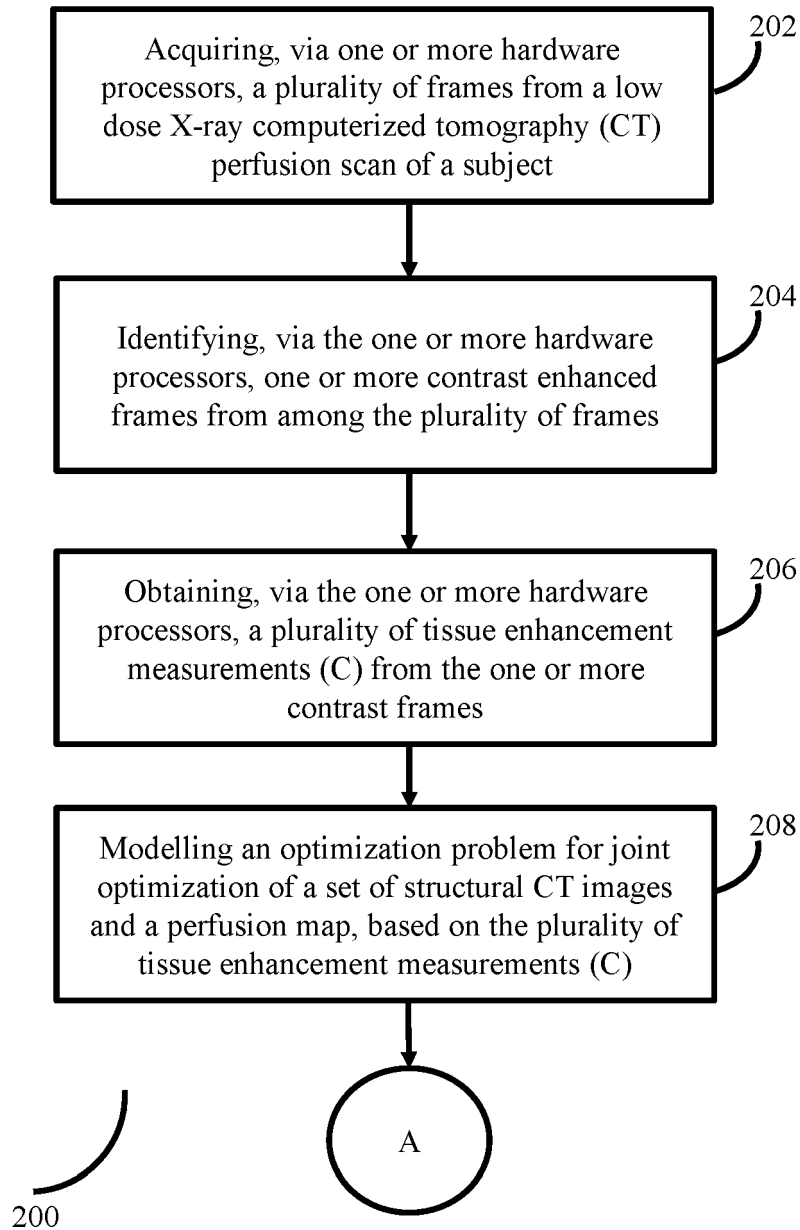 202
Acquiring, via one or more hardware
processors, a plurality of frames from a low
dose X-ray computerized tomography (CT)
perfusion scan of a subject
204
Identifying, via the one or more hardware
processors, one or more contrast enhanced
frames from among the plurality of frames
206
Obtaining, via the one or more hardware
processors, a plurality of tissue enhancement
measurements (C) from the one or more
contrast frames
208
Modelling an optimization problem for joint
optimization of a set of structural CT images
and a perfusion map, based on the plurality of
tissue enhancement measurements (C)
A
200